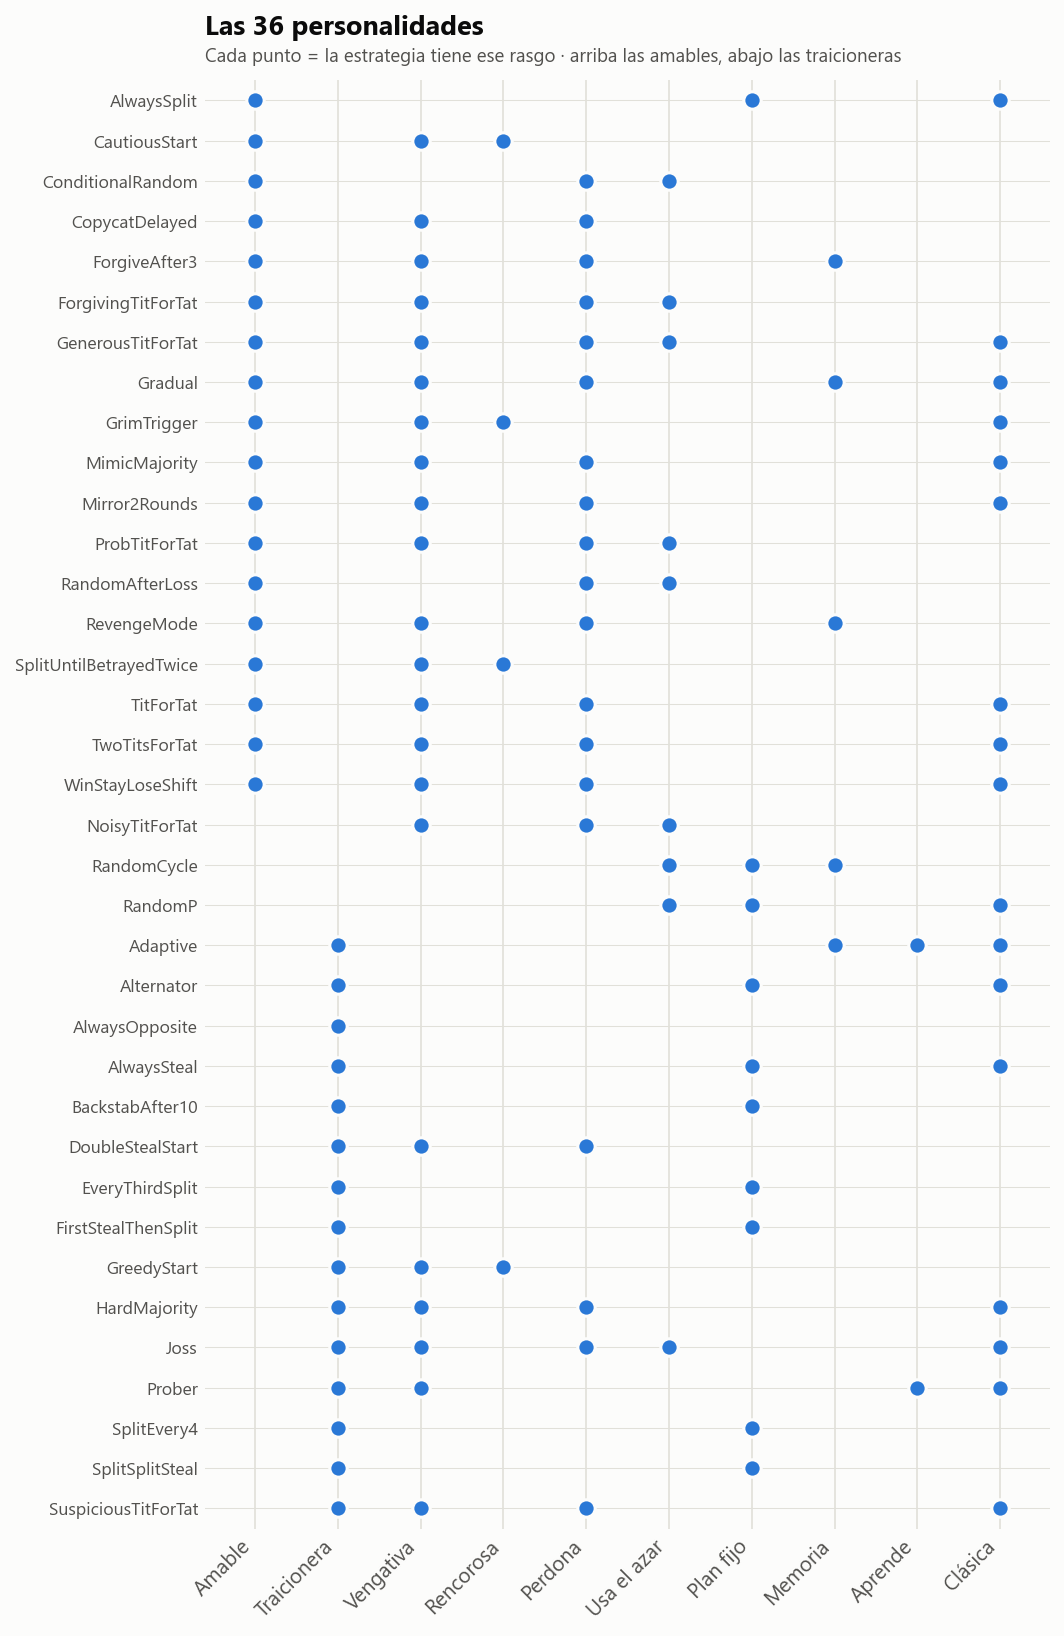 Las 36 personalidades
Cada punto = la estrategia tiene ese rasgo · arriba las amables, abajo las traicioneras
AlwaysSplit
CautiousStart
ConditionalRandom
CopycatDelayed
ForgiveAfter3
ForgivingTitForTat
GenerousTitForTat
Gradual
GrimTrigger
MimicMajority
Mirror2Rounds
ProbTitForTat
RandomAfterLoss
RevengeMode
SplitUntilBetrayedTwice
TitForTat
TwoTitsForTat
WinStayLoseShift
NoisyTitForTat
RandomCycle
RandomP
Adaptive
Alternator
AlwaysOpposite
AlwaysSteal
BackstabAfter10
DoubleStealStart
EveryThirdSplit
FirstStealThenSplit
GreedyStart
HardMajority
Joss
Prober
SplitEvery4
SplitSplitSteal
SuspiciousTitForTat
Amable
Traicionera
Vengativa
Rencorosa
Perdona
Usa el azar
Plan fijo
Memoria
Aprende
Clásica